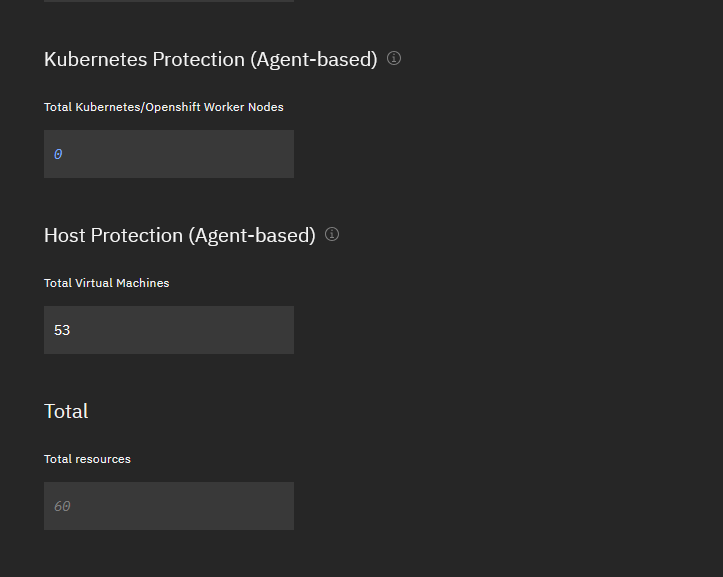 Kubernetes Protection (Agent-based)
Total Kubernetes/Openshift Worker Nodes
0
Host Protection (Agent-based)
Total Virtual Machines
53
Total
Total resources
60